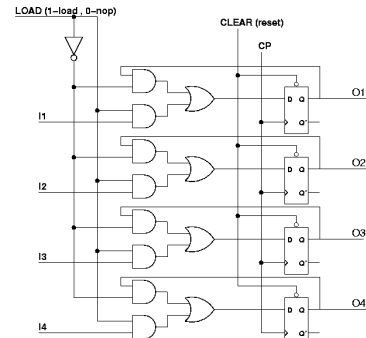 LOAD (1-load , 0-nop)
CLEAR (reset)
CP
O1
D Q
I1
Q'
O2
D Q
I2
Q'
O3
D Q
I3
Q'
O4
D Q
I4
Q'